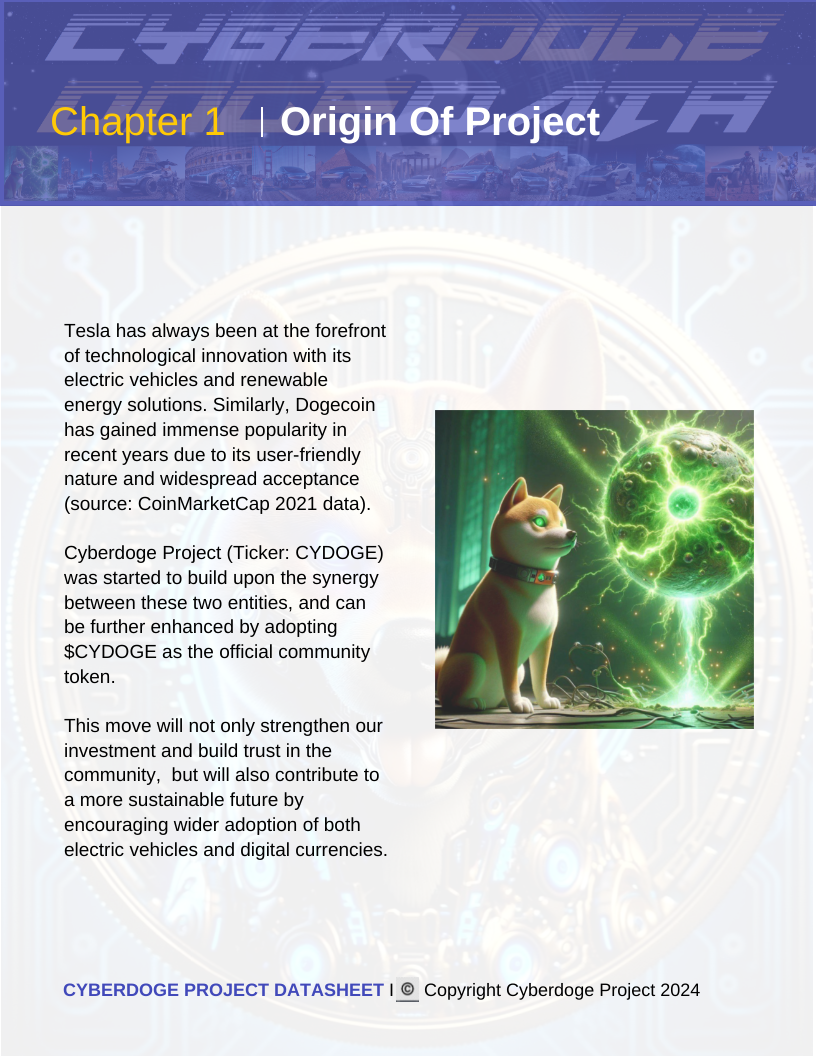 CYBERDOGE
DOGEDATA
Chapter 1 | Origin Of Project
Tesla has always been at the forefront
of technological innovation with its
electric vehicles and renewable
energy solutions. Similarly, Dogecoin
has gained immense popularity in
recent years due to its user-friendly
nature and widespread acceptance
(source: CoinMarketCap 2021 data).
Cyberdoge Project (Ticker: CYDOGE)
was started to build upon the synergy
between these two entities, and can
be further enhanced by adopting
$CYDOGE as the official community
token.
This move will not only strengthen our
investment and build trust in the
community,  but will also contribute to
a more sustainable future by
encouraging wider adoption of both
electric vehicles and digital currencies.
CYBERDOGE PROJECT DATASHEET I © Copyright Cyberdoge Project 2024